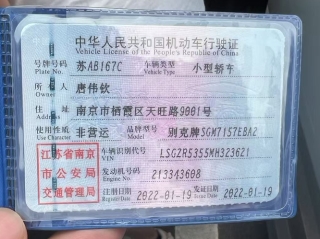 中华人民共和国机动车行驶证
Vehicle License of the People's Republic of China
号牌号码 苏AB167C 车辆类型 小型轿车
Plate No. Vehicle Type
所有人 唐伟钦
Owner
住址 南京市栖霞区天旺路9001号
Address
使用性质 非营运 品牌型号 别克牌SGM7157LBA2
Use Character Model
江苏省南京
市公安局
交通管理局
车辆识别代号 LSGZR5355MH323621
VIN
发动机号码 213343608
Engine No.
注册日期 2022-01-19 发证日期 2022-01-19
Register Date Issue Date